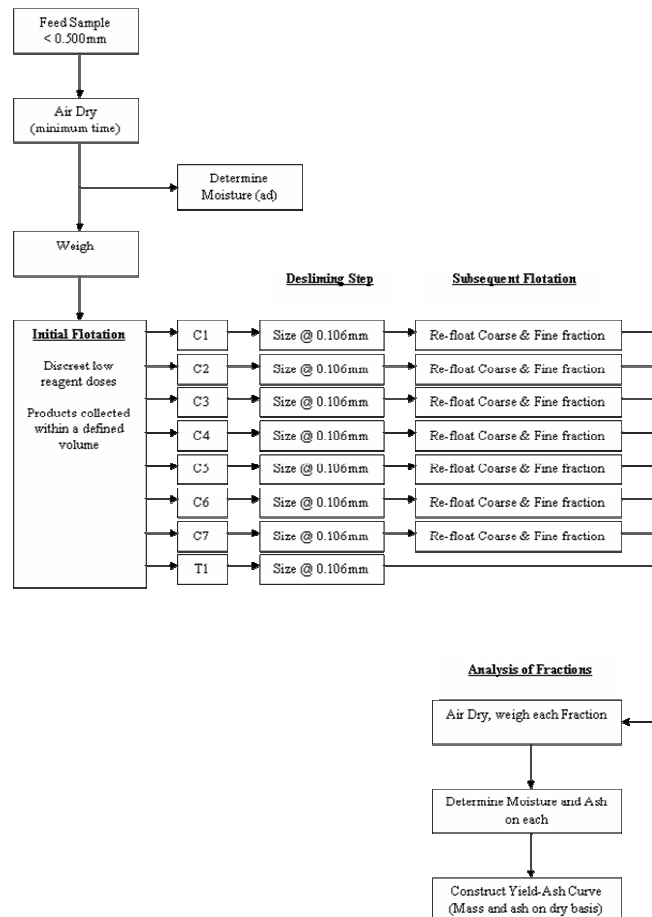 Feed Sample
< 0.500mm
Air Dry
(minimum time)
Determine
Moisture (ad)
Weigh
Desliming Step
Subsequent Flotation
Initial Flotation
Discreet low
reagent doses
Products collected
within a defined
volume
C1
Size @ 0.106mm
Re-float Coarse & Fine fraction
C2
Size @ 0.106mm
Re-float Coarse & Fine fraction
C3
Size @ 0.106mm
Re-float Coarse & Fine fraction
C4
Size @ 0.106mm
Re-float Coarse & Fine fraction
C5
Size @ 0.106mm
Re-float Coarse & Fine fraction
C6
Size @ 0.106mm
Re-float Coarse & Fine fraction
C7
Size @ 0.106mm
Re-float Coarse & Fine fraction
T1
Size @ 0.106mm
Analysis of Fractions
Air Dry, weigh each Fraction
Determine Moisture and Ash
on each
Construct Yield-Ash Curve
(Mass and ash on dry basis)